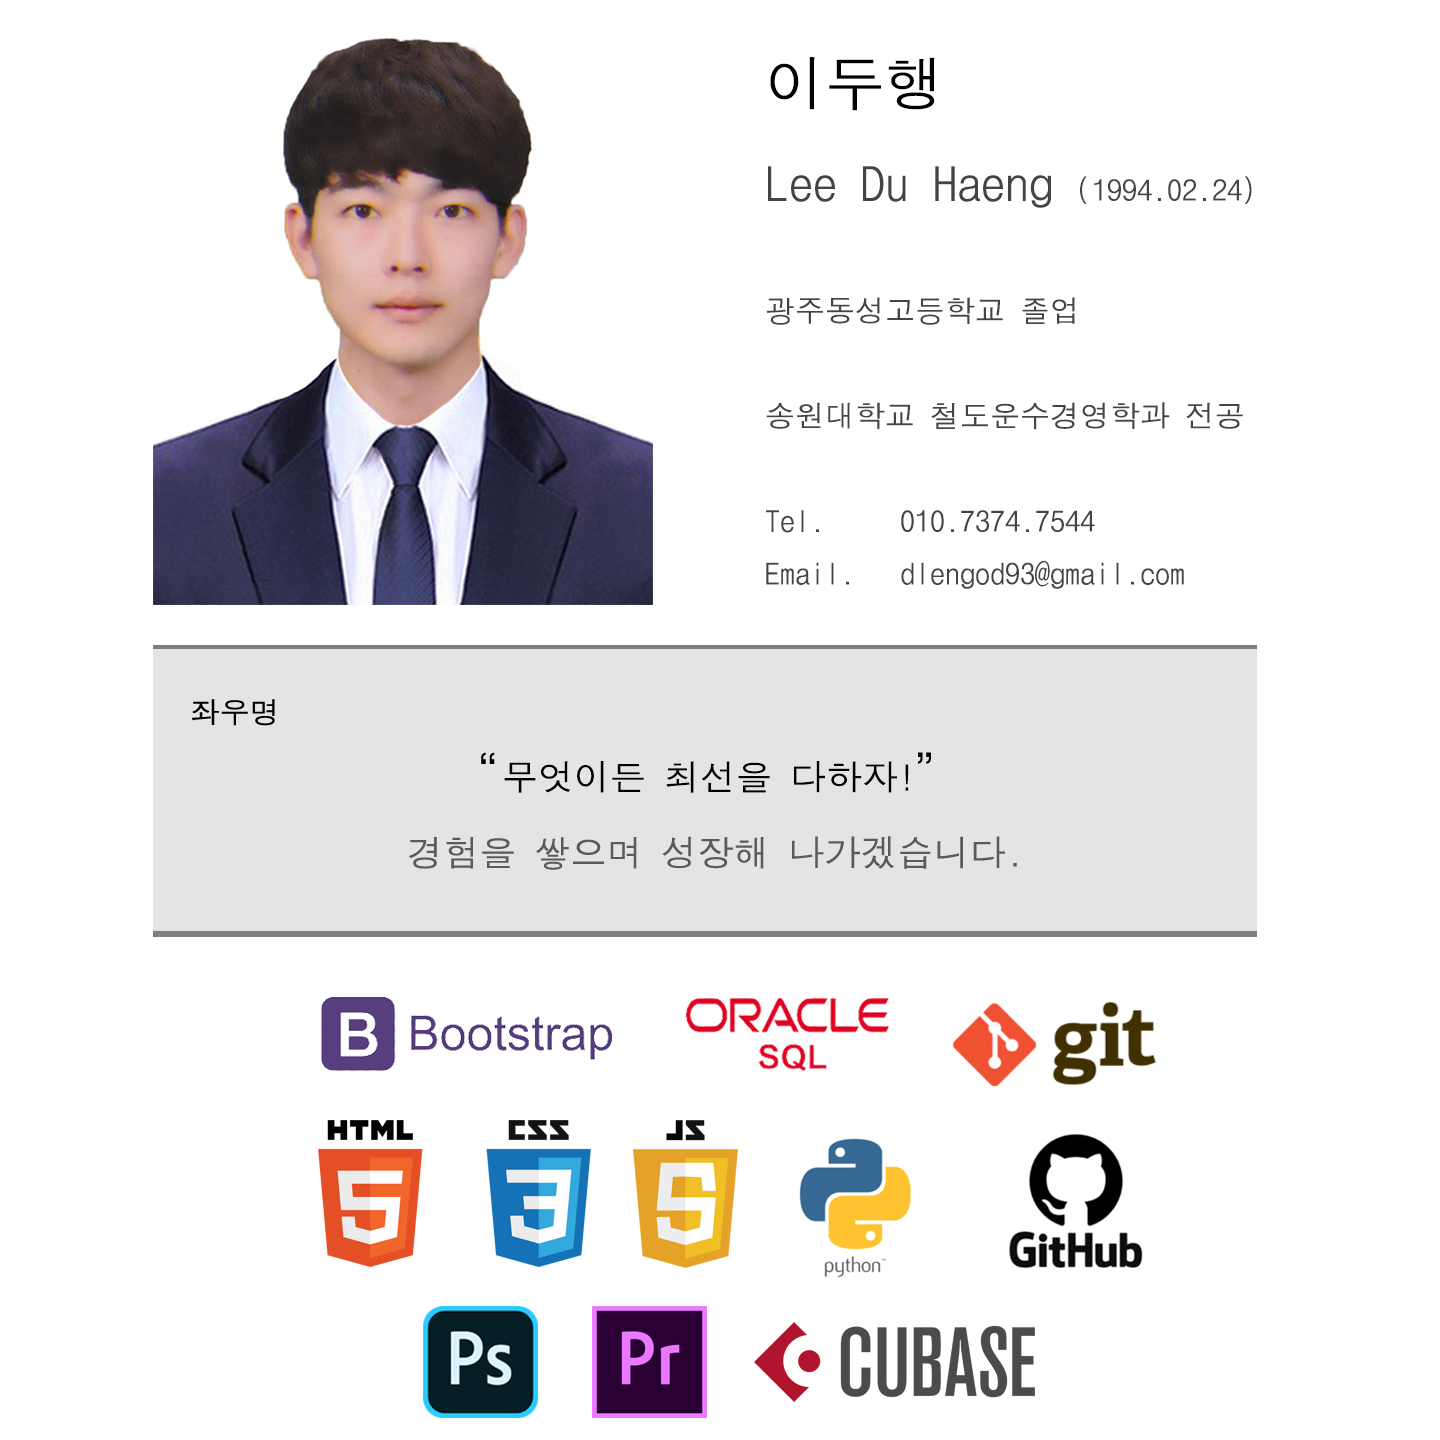 이두행
Lee Du Haeng (1994.02.24)
광주동성고등학교 졸업
송원대학교 철도운수경영학과 전공
Tel. 010.7374.7544
Email. dlengod93@gmail.com
좌우명
“무엇이든 최선을 다하자!”
경험을 쌓으며 성장해 나가겠습니다.
B Bootstrap
ORACLE
SQL
git
HTML
5
CSS
3
JS
5
python™
GitHub
Ps
Pr
CUBASE